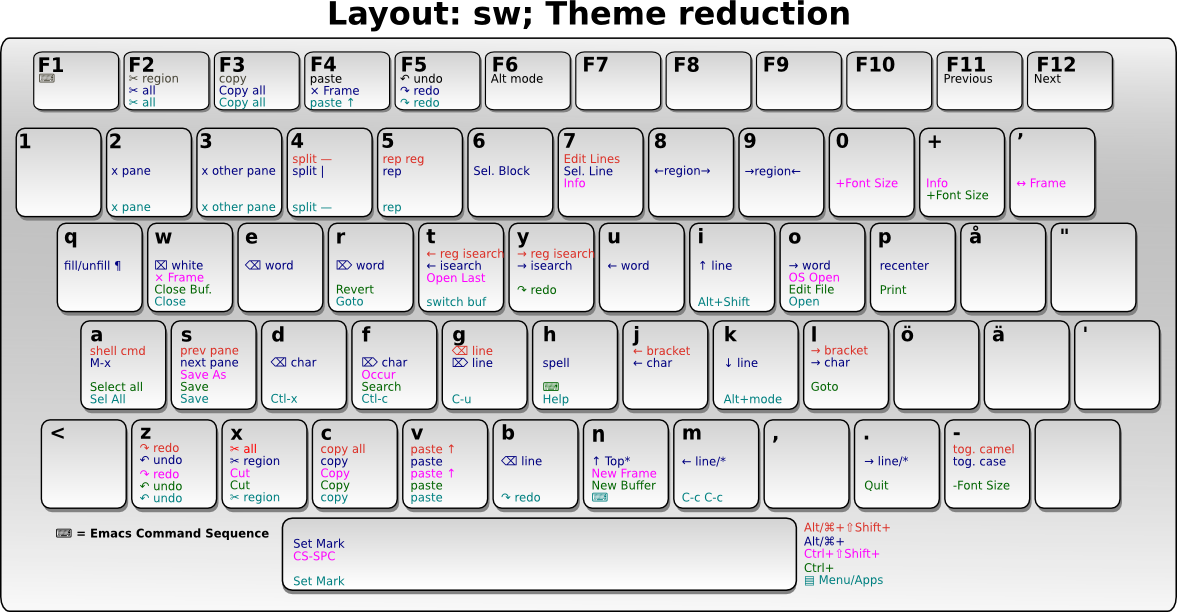 Layout: sw; Theme reduction
F1
⌨
F2
✂ region
✂ all
✂ all
F3
copy
Copy all
Copy all
F4
paste
× Frame
paste ↑
F5
↶ undo
↷ redo
↷ redo
F6
Alt mode
F7
F8
F9
F10
F11
Previous
F12
Next
1
2
x pane
x pane
3
x other pane
x other pane
4
split —
split |
split —
5
rep reg
rep
rep
6
Sel. Block
7
Edit Lines
Sel. Line
Info
8
←region→
9
→region←
0
+Font Size
+
Info
+Font Size
’
↔ Frame
q
fill/unfill ¶
w
⌧ white
× Frame
Close Buf.
Close
e
⌫ word
r
⌦ word
Revert
Goto
t
← reg isearch
← isearch
Open Last
switch buf
y
→ reg isearch
→ isearch
↷ redo
u
← word
i
↑ line
Alt+Shift
o
→ word
OS Open
Edit File
Open
p
recenter
Print
å
"
a
shell cmd
M-x
Select all
Sel All
s
prev pane
next pane
Save As
Save
Save
d
⌫ char
Ctl-x
f
⌦ char
Occur
Search
Ctl-c
g
⌫ line
⌦ line
C-u
h
spell
⌨
Help
j
← bracket
← char
k
↓ line
Alt+mode
l
→ bracket
→ char
Goto
ö
ä
'
<
z
↷ redo
↶ undo
↷ redo
↶ undo
↶ undo
x
✂ all
✂ region
Cut
Cut
✂ region
c
copy all
copy
Copy
Copy
copy
v
paste ↑
paste
paste ↑
paste
paste
b
⌫ line
↷ redo
n
↑ Top*
New Frame
New Buffer
⌨
m
← line/*
C-c C-c
,
.
→ line/*
Quit
-
tog. camel
tog. case
-Font Size
⌨ = Emacs Command Sequence
Set Mark
CS-SPC
Set Mark
Alt/⌘+⇧Shift+
Alt/⌘+
Ctrl+⇧Shift+
Ctrl+
▤ Menu/Apps